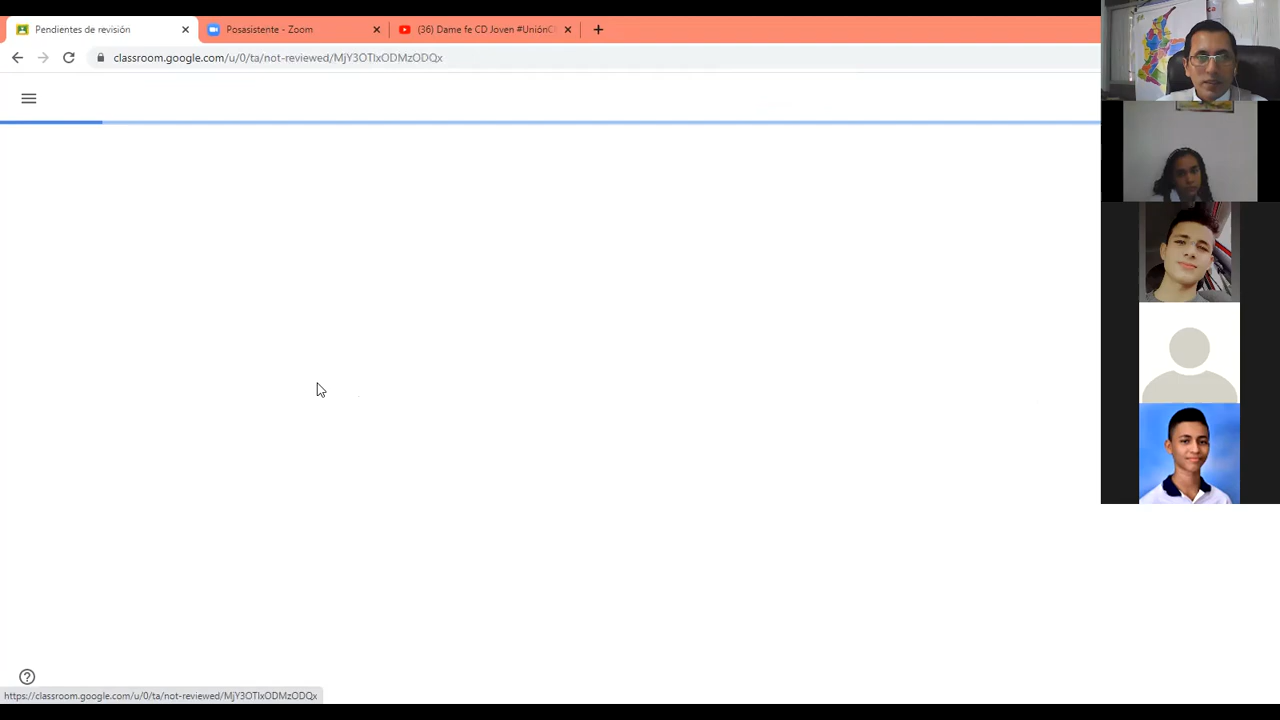 Pendientes de revisión
Posasistente - Zoom
(36) Dame fe CD Joven #UniónC
classroom.google.com/u/0/ta/not-reviewed/MjY3OTIxODMzODQx
https://classroom.google.com/u/0/ta/not-reviewed/MjY3OTIxODMzODQx